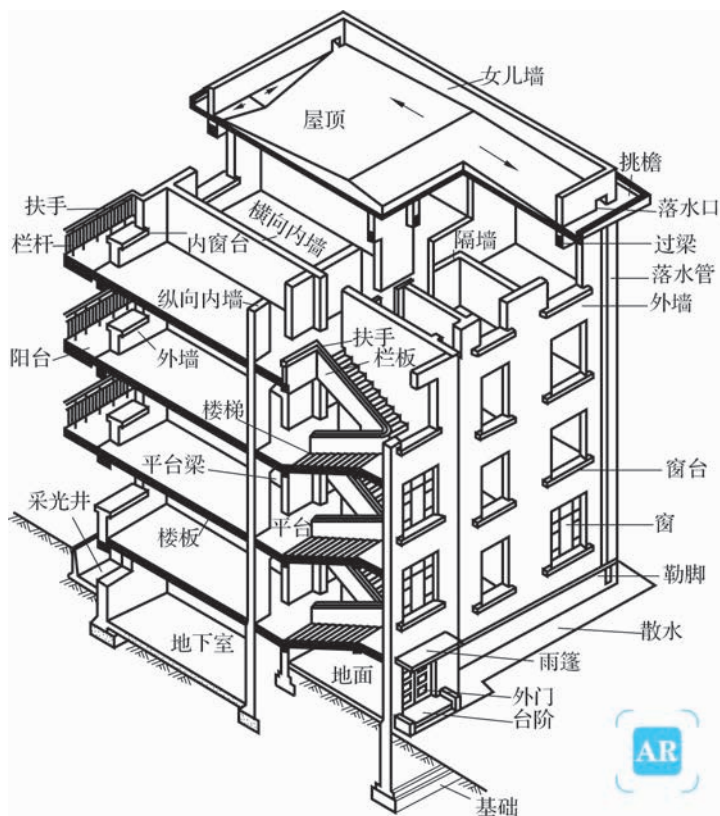 女儿墙
屋顶
挑檐
扶手
横向内墙
落水口
栏杆
内窗台
隔墙
过梁
落水管
纵向内墙
外墙
扶手
阳台
外墙
栏板
楼梯
平台梁
窗台
采光井
楼板
平台
窗
勒脚
地下室
地面
雨篷
散水
外门
台阶
AR
基础